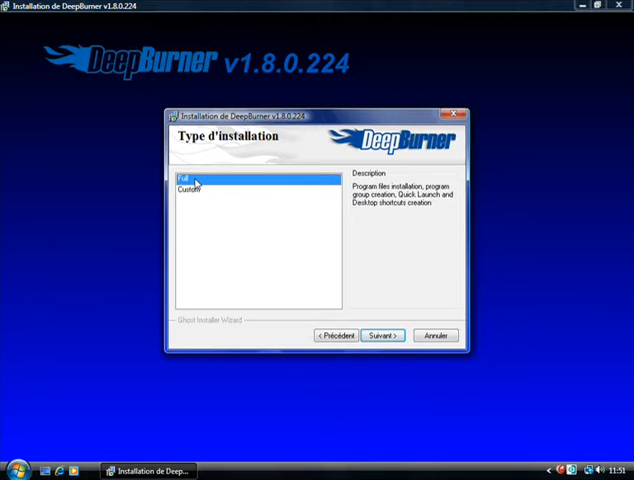 Installation de DeepBurner v1.8.0.224
DeepBurner v1.8.0.224
Installation de DeepBurner v1.8.0.224
Type d'installation
DeepBurner
Full
Custom
Description
Program files installation, program
group creation, Quick Launch and
Desktop shortcuts creation
Ghost Installer Wizard
< Précédent
Suivant >
Annuler
Installation de Deep...
11:51